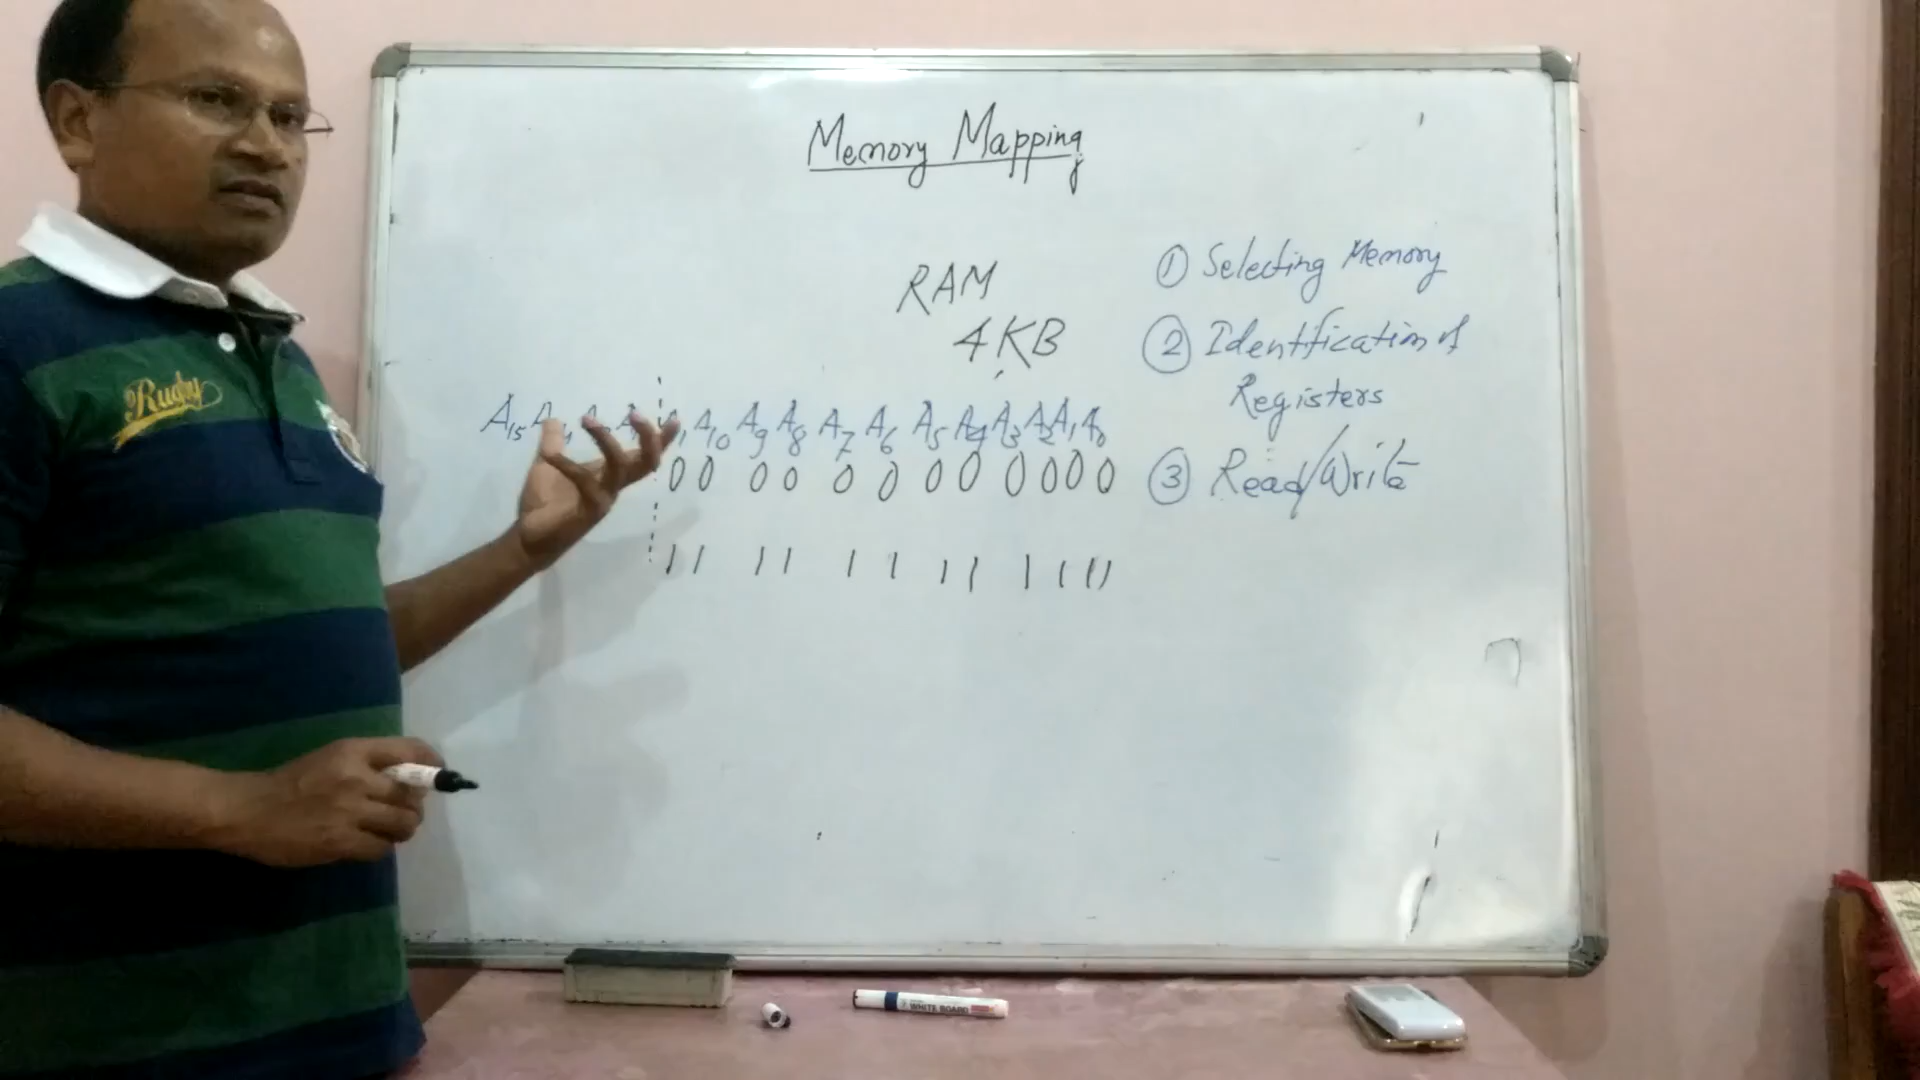 Memory Mapping
RAM
4KB
① Selecting Memory
② Identification of
Registers
③ Read/Write
A15 A10 A9 A8 A7 A6 A5 A4 A3 A2 A1 A0
0 0 0 0 0 0 0 0 0 0 0 0
1 1 1 1 1 1 1 1 1 1 1 1
Rugby
WHITE BOARD